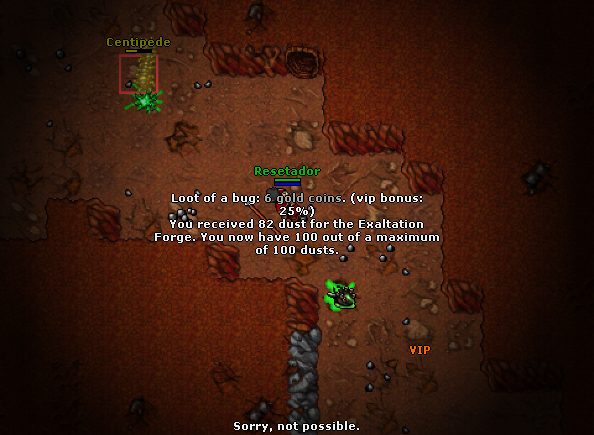 Centipede
Resetador
Loot of a bug: 6 gold coins. (vip bonus:
25%)
You received 82 dust for the Exaltation
Forge. You now have 100 out of a maximum
of 100 dusts.
VIP
Sorry, not possible.